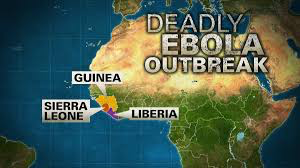 DEADLY
EBOLA
OUTBREAK
GUINEA
SIERRA
LEONE
LIBERIA